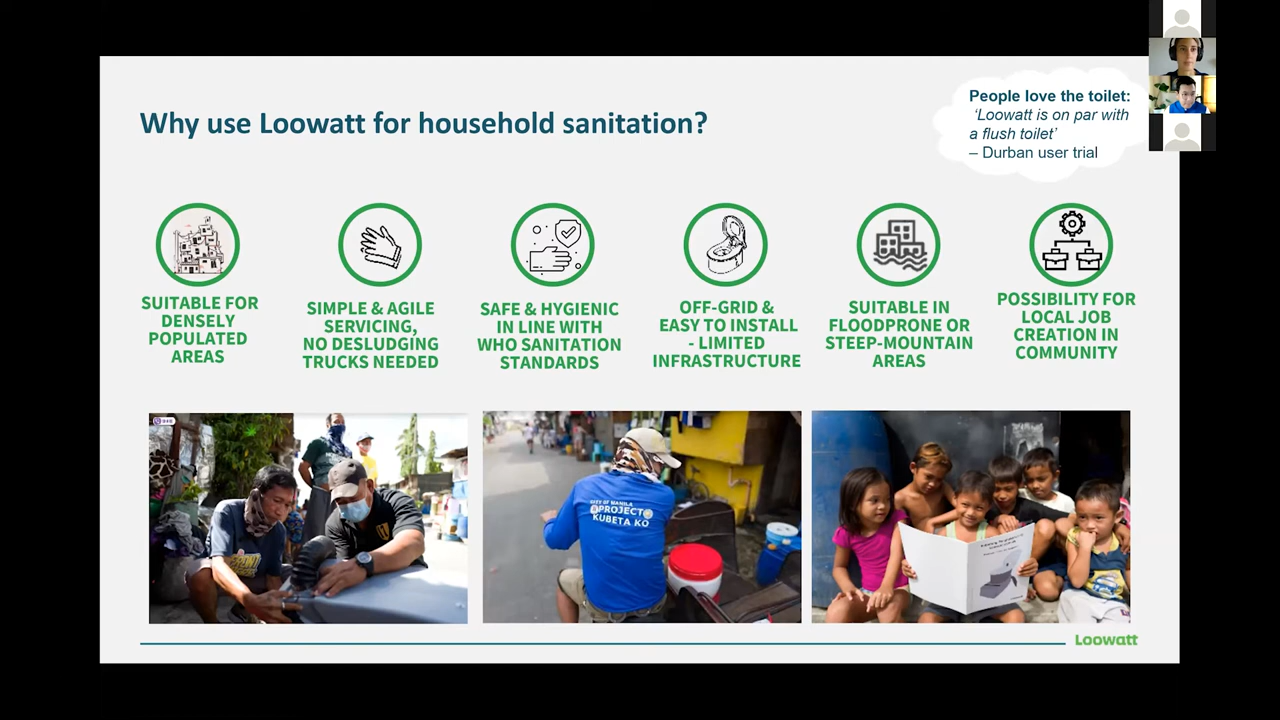 Why use Loowatt for household sanitation?
People love the toilet:
'Loowatt is on par with
a flush toilet'
– Durban user trial
SUITABLE FOR
DENSELY
POPULATED
AREAS
SIMPLE & AGILE
SERVICING,
NO DESLUDGING
TRUCKS NEEDED
SAFE & HYGIENIC
IN LINE WITH
WHO SANITATION
STANDARDS
OFF-GRID &
EASY TO INSTALL
- LIMITED
INFRASTRUCTURE
SUITABLE IN
FLOODPRONE OR
STEEP-MOUNTAIN
AREAS
POSSIBILITY FOR
LOCAL JOB
CREATION IN
COMMUNITY
PROJECT
KUBETA KO
Loowatt